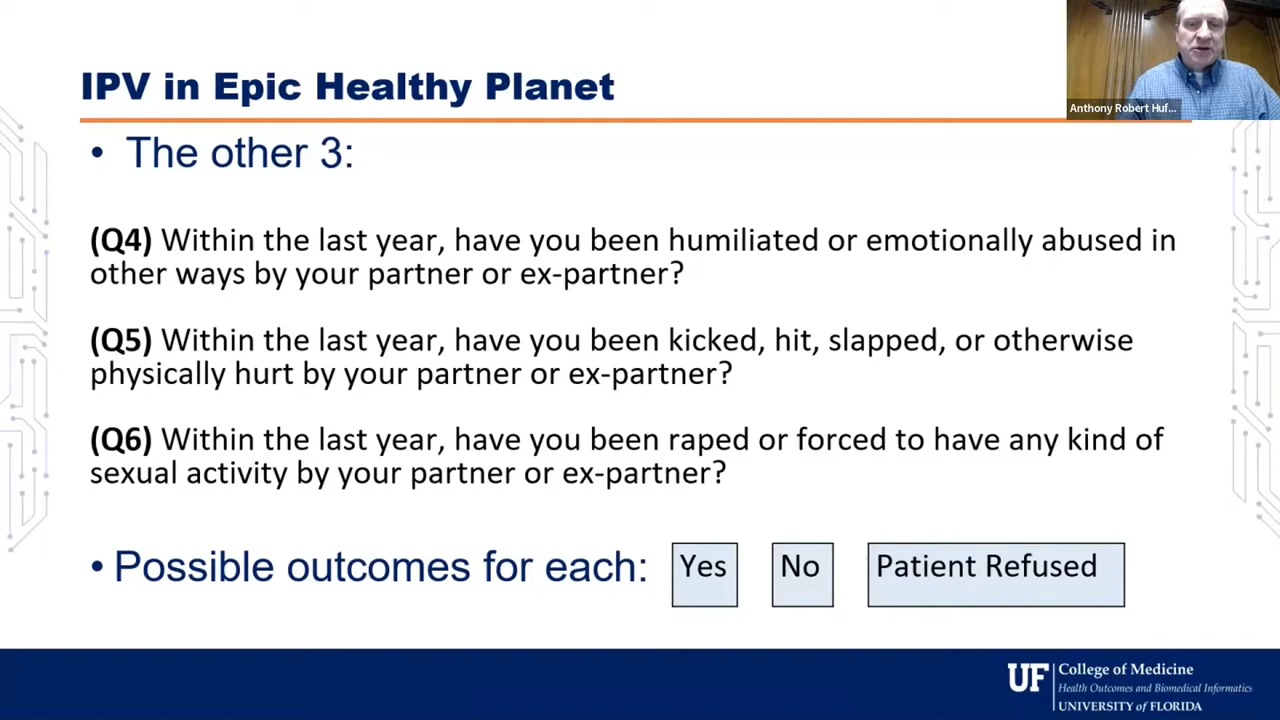 IPV in Epic Healthy Planet
Anthony Robert Huf...
• The other 3:
(Q4) Within the last year, have you been humiliated or emotionally abused in
other ways by your partner or ex-partner?
(Q5) Within the last year, have you been kicked, hit, slapped, or otherwise
physically hurt by your partner or ex-partner?
(Q6) Within the last year, have you been raped or forced to have any kind of
sexual activity by your partner or ex-partner?
• Possible outcomes for each: Yes No Patient Refused
UF College of Medicine
Health Outcomes and Biomedical Informatics
UNIVERSITY of FLORIDA